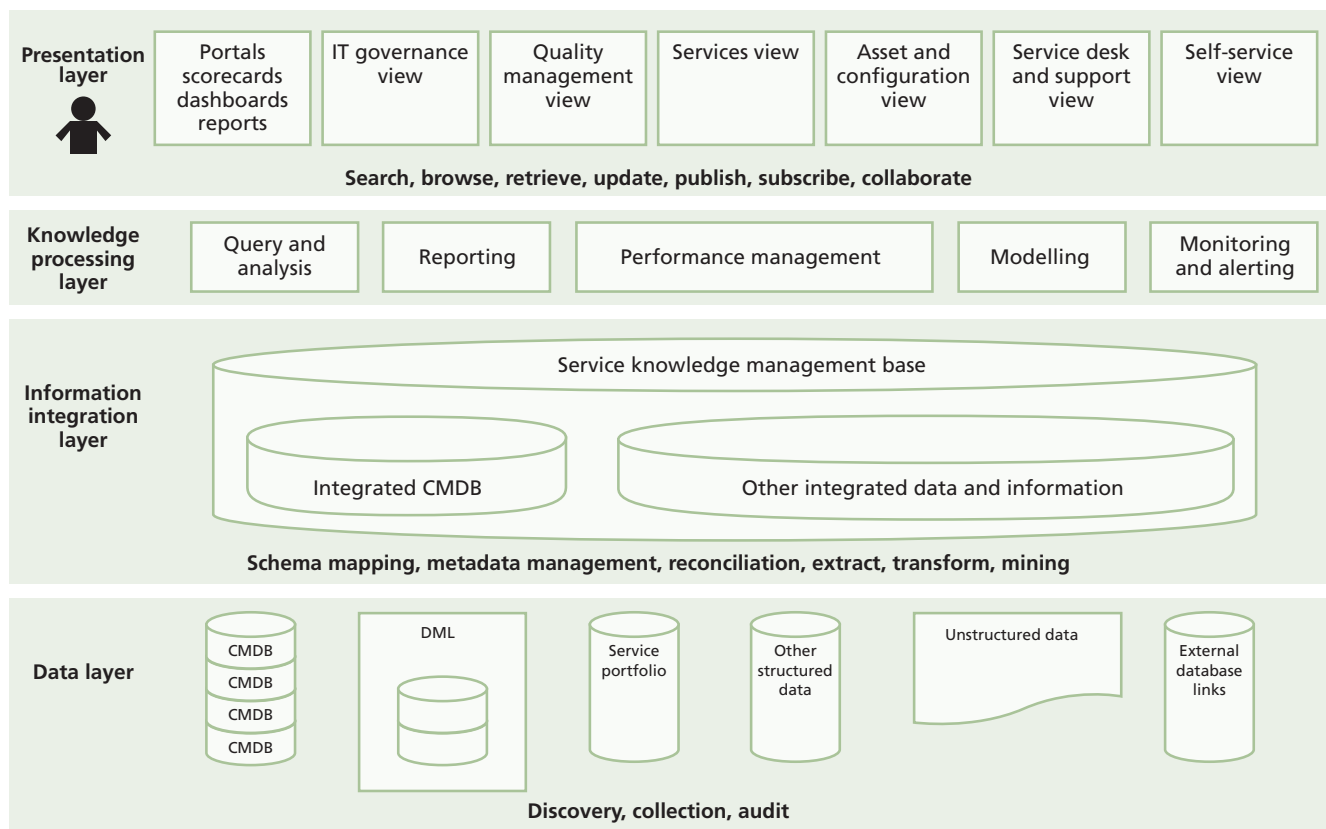 Presentation
layer
Portals
scorecards
dashboards
reports
IT governance
view
Quality
management
view
Services view
Asset and
configuration
view
Service desk
and support
view
Self-service
view
Search, browse, retrieve, update, publish, subscribe, collaborate
Knowledge
processing
layer
Query and
analysis
Reporting
Performance management
Modelling
Monitoring
and alerting
Information
integration
layer
Service knowledge management base
Integrated CMDB
Other integrated data and information
Schema mapping, metadata management, reconciliation, extract, transform, mining
Data layer
CMDB
CMDB
CMDB
CMDB
DML
Service
portfolio
Other
structured
data
Unstructured data
External
database
links
Discovery, collection, audit